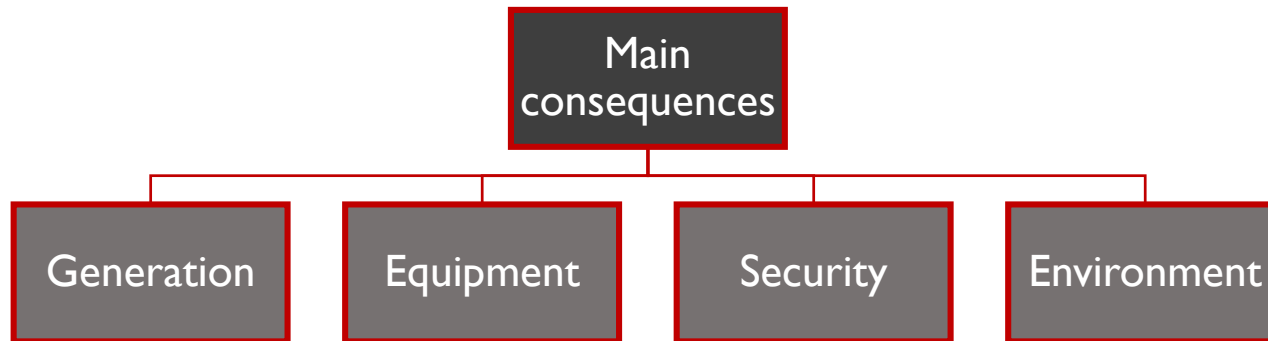 Main
consequences
Generation
Equipment
Security
Environment